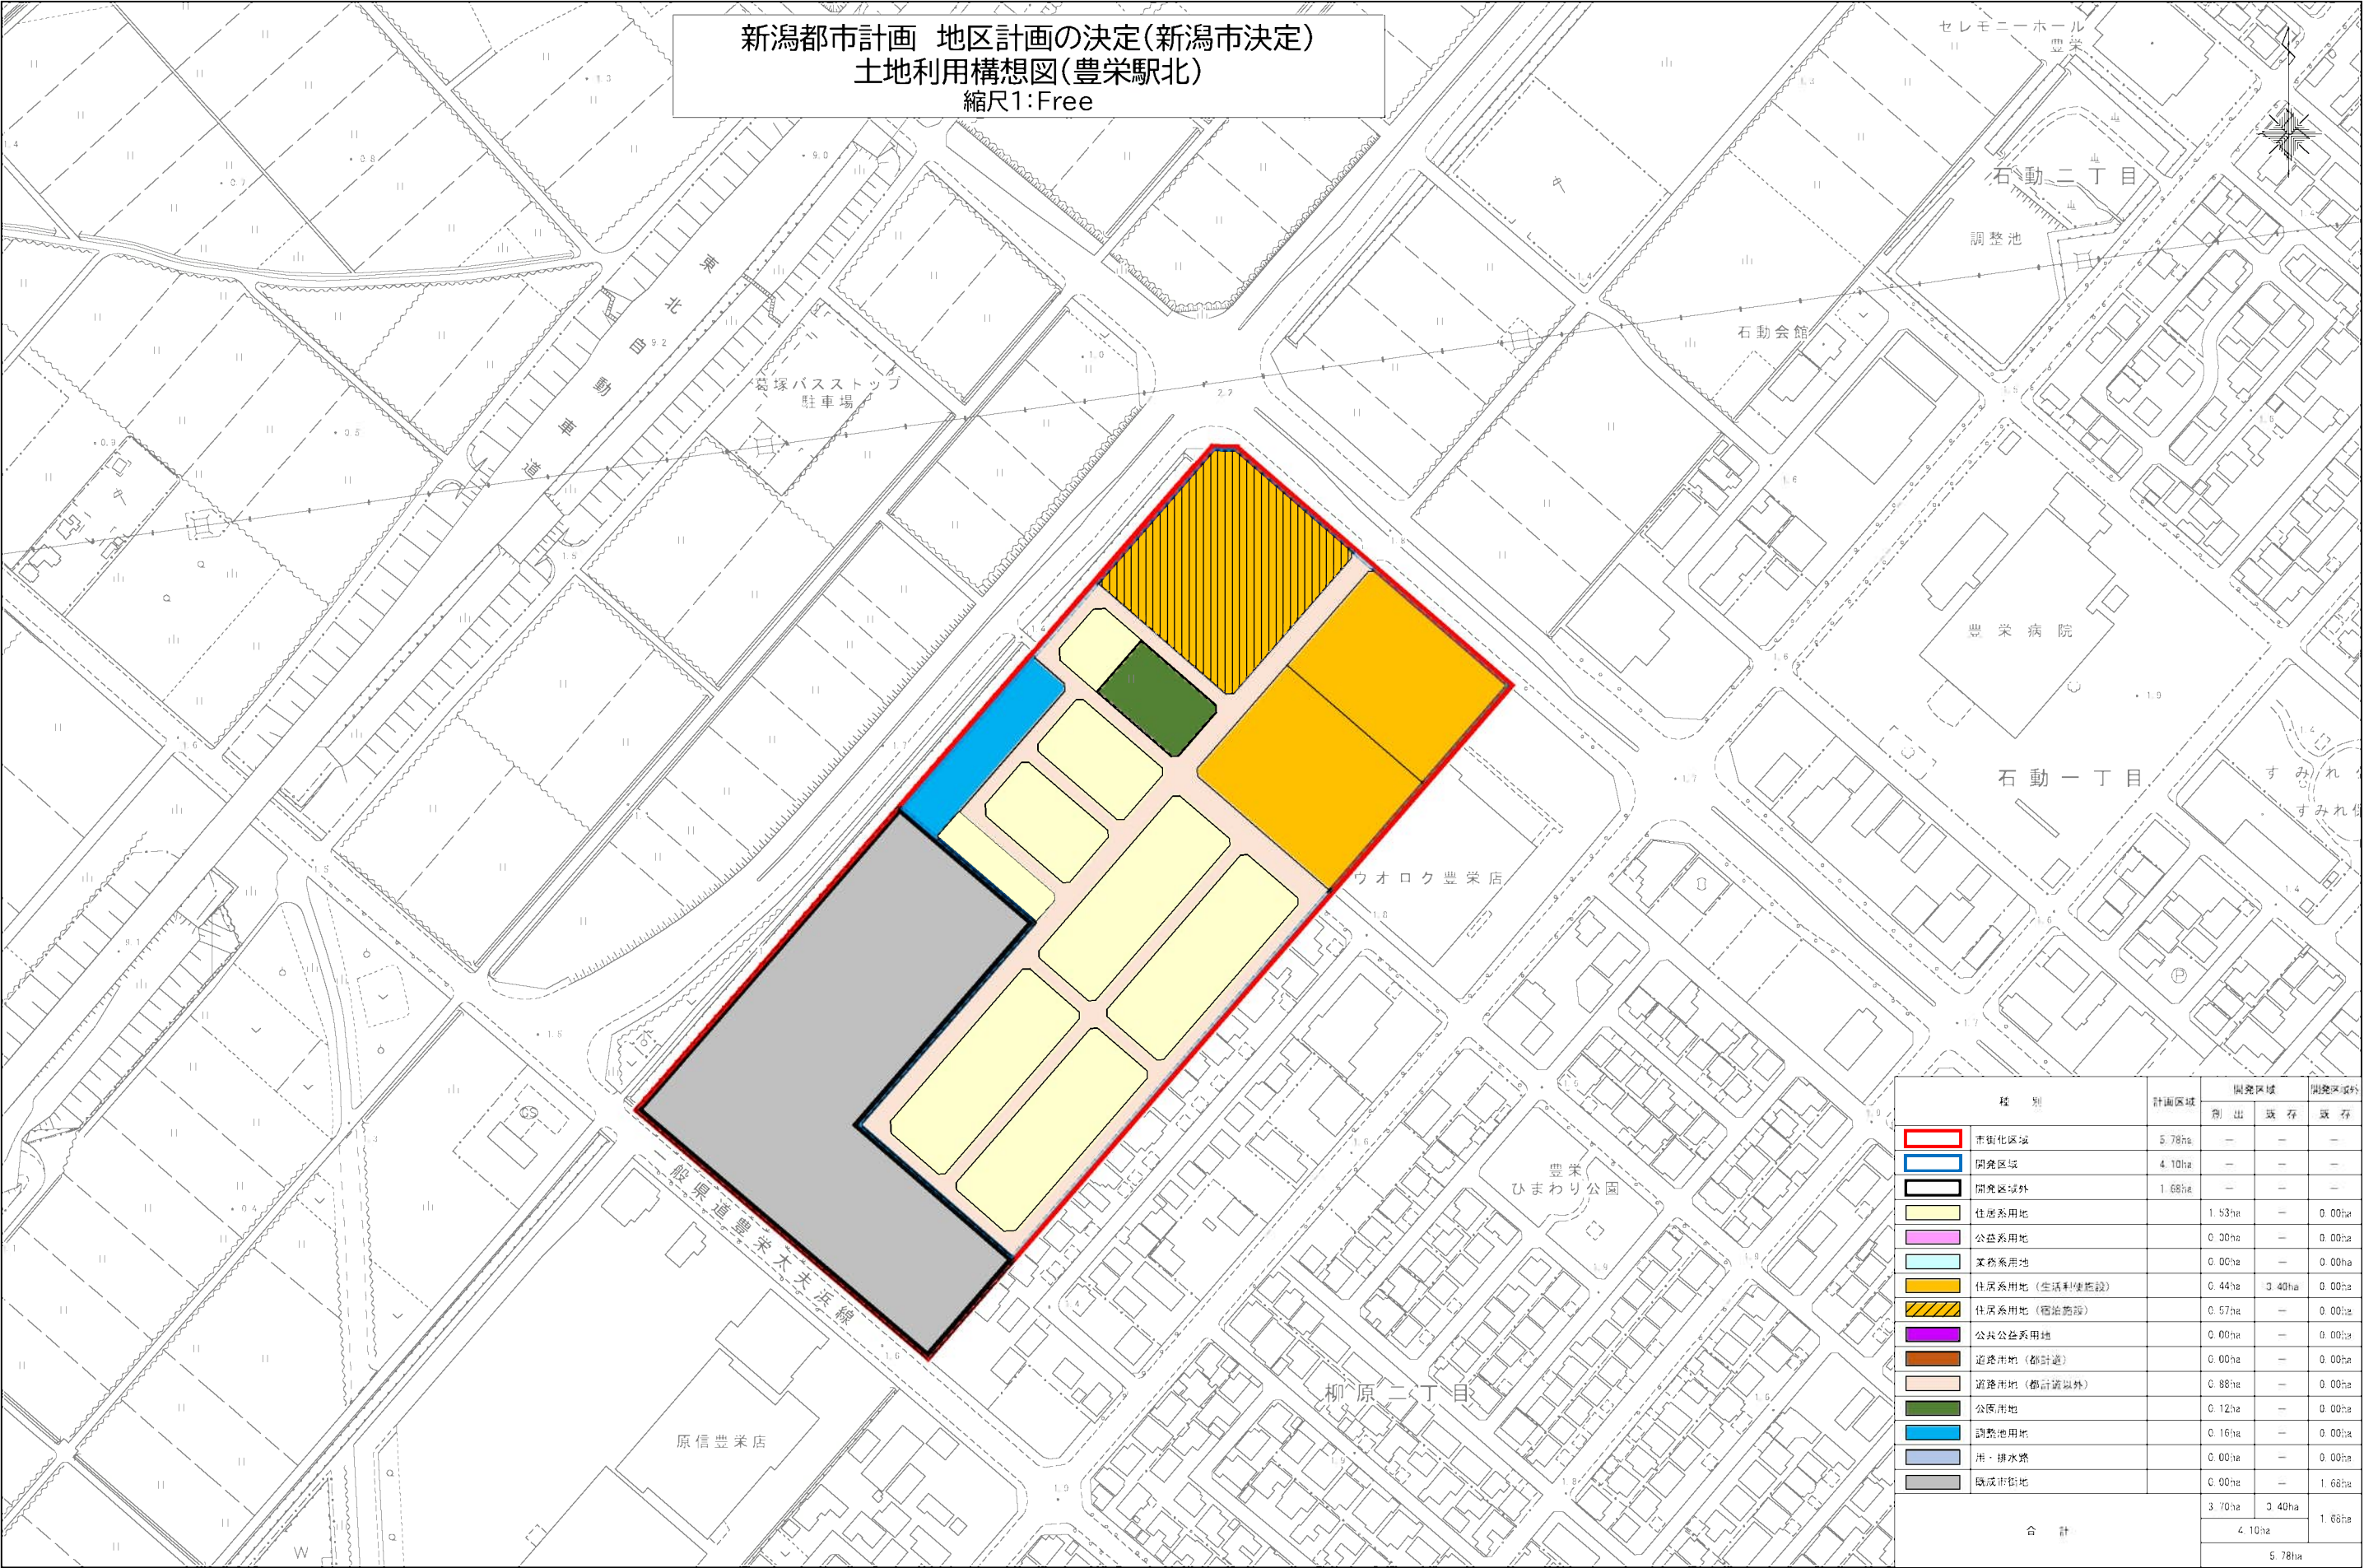 新潟都市計画 地区計画の決定(新潟市決定)
土地利用構想図(豊栄駅北)
縮尺1:Free
セレモニーホール
豊栄
石動二丁目
調整池
石動会館
東北自動車道
葛塚バスストップ
駐車場
豊栄病院
石動一丁目
すみれ
すみれ
ウオロク豊栄店
豊栄
ひまわり公園
一般県道豊栄太夫浜線
柳原二丁目
原信豊栄店
W
P
種別 計画区域 開発区域 開発区域外
創出 既存 既存
市街化区域 5.78ha — — —
開発区域 4.10ha — — —
開発区域外 1.68ha — — —
住居系用地 1.53ha — 0.00ha
公益系用地 0.00ha — 0.00ha
業務系用地 0.00ha — 0.00ha
住居系用地(生活利便施設) 0.44ha 0.40ha 0.00ha
住居系用地(宿泊施設) 0.57ha — 0.00ha
公共公益系用地 0.00ha — 0.00ha
道路用地(都計道) 0.00ha — 0.00ha
道路用地(都計道以外) 0.88ha — 0.00ha
公園用地 0.12ha — 0.00ha
調整池用地 0.16ha — 0.00ha
用・排水路 0.00ha — 0.00ha
既成市街地 0.00ha — 1.68ha
合計 3.70ha 0.40ha 1.68ha
4.10ha
5.78ha